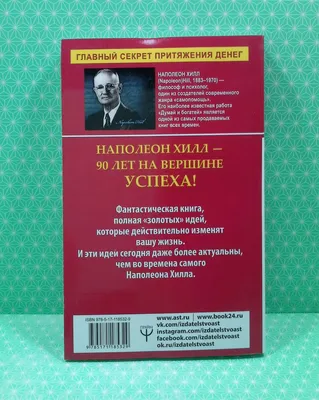 ГЛАВНЫЙ СЕКРЕТ ПРИТЯЖЕНИЯ ДЕНЕГ
НАПОЛЕОН ХИЛЛ
(Napoleon)Hill, 1883–1970) —
философ и психолог,
один из создателей современного
жанра «самопомощь».
Его наиболее известная работа
«Думай и богатей» является
одной из самых продаваемых
книг всех времен.
НАПОЛЕОН ХИЛЛ —
90 ЛЕТ НА ВЕРШИНЕ
УСПЕХА!
Фантастическая книга,
полная «золотых» идей,
которые действительно изменят
вашу жизнь.
И эти идеи сегодня даже более актуальны,
чем во времена самого
Наполеона Хилла.
www.ast.ru | www.book24.ru
vk.com/izdatelstvoast
instagram.com/izdatelstvoast
facebook.com/izdatelstvoast
ok.ru/izdatelstvoast